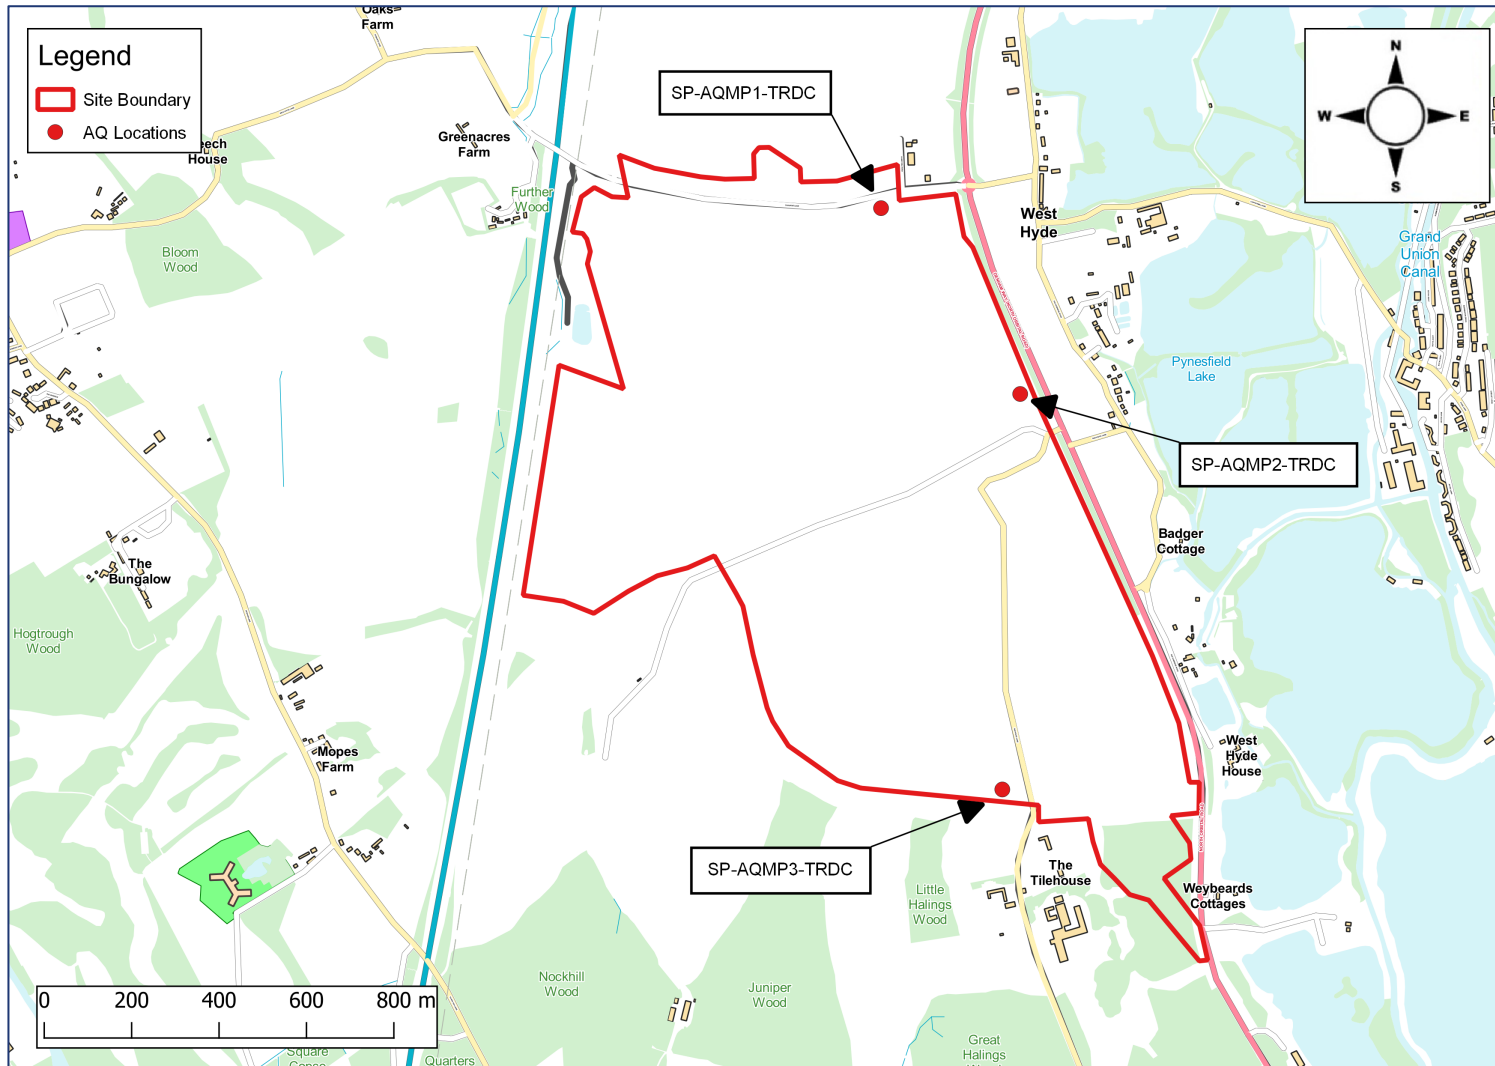 Oaks
Farm
Legend
Site Boundary
AQ Locations
eech
House
Greenacres
Farm
SP-AQMP1-TRDC
N
W
E
S
Further
Wood
West
Hyde
Bloom
Wood
Grand
Union
Canal
Pynesfield
Lake
SP-AQMP2-TRDC
Badger
Cottage
The
Bungalow
Hogtrough
Wood
Mopes
Farm
West
Hyde
House
SP-AQMP3-TRDC
The
Tilehouse
Little
Halings
Wood
Weybeards
Cottages
Nockhill
Wood
Juniper
Wood
0 200 400 600 800 m
Great
Halings
Square
Quarters